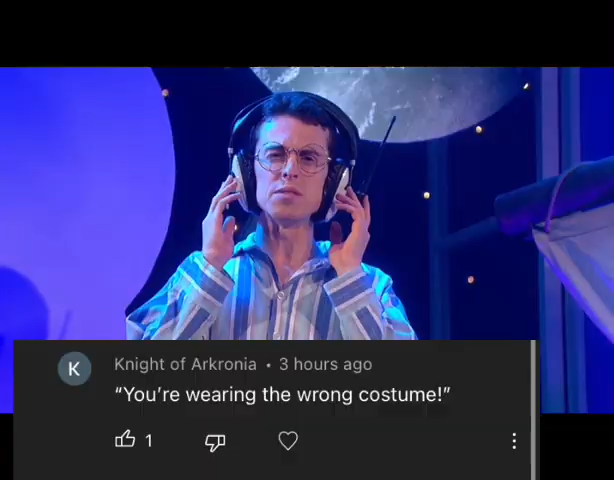 K
Knight of Arkronia • 3 hours ago
“You’re wearing the wrong costume!”
1